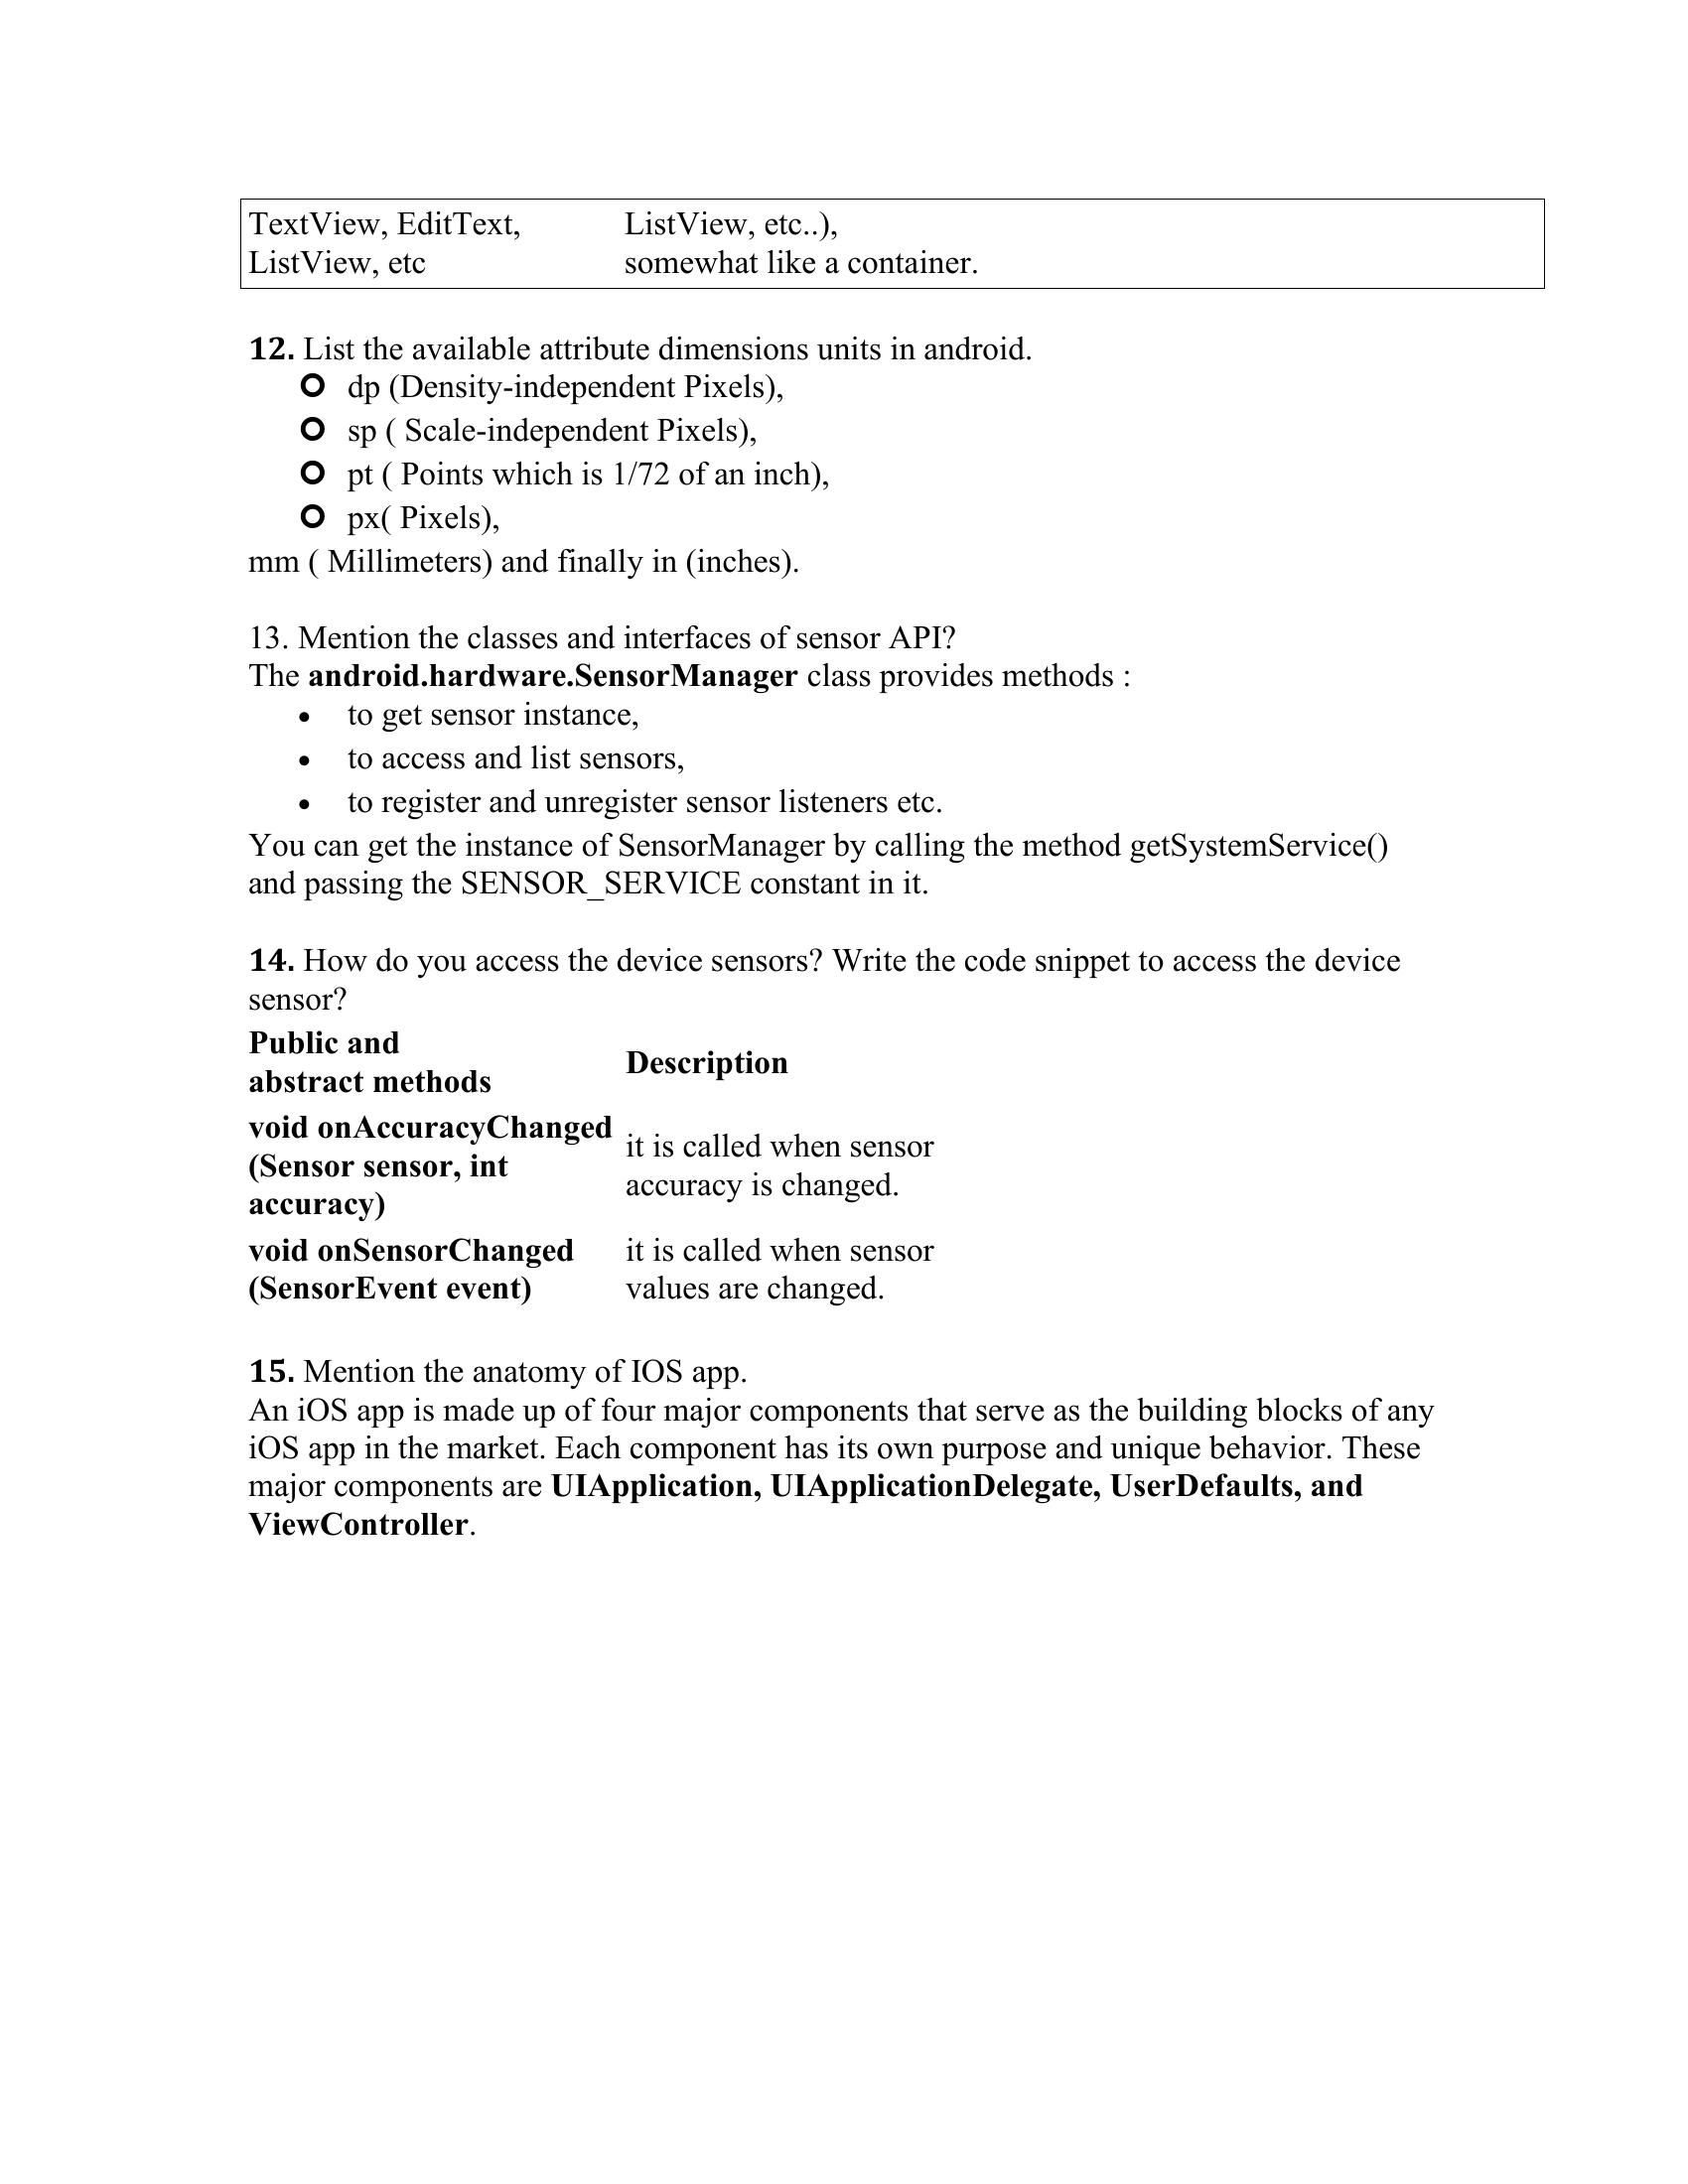 TextView, EditText, ListView, etc..),
ListView, etc somewhat like a container.
12. List the available attribute dimensions units in android.
dp (Density-independent Pixels),
sp ( Scale-independent Pixels),
pt ( Points which is 1/72 of an inch),
px( Pixels),
mm ( Millimeters) and finally in (inches).
13. Mention the classes and interfaces of sensor API?
The android.hardware.SensorManager class provides methods :
• to get sensor instance,
• to access and list sensors,
• to register and unregister sensor listeners etc.
You can get the instance of SensorManager by calling the method getSystemService()
and passing the SENSOR_SERVICE constant in it.
14. How do you access the device sensors? Write the code snippet to access the device
sensor?
Public and
abstract methods
Description
void onAccuracyChanged
(Sensor sensor, int
accuracy)
it is called when sensor
accuracy is changed.
void onSensorChanged
(SensorEvent event)
it is called when sensor
values are changed.
15. Mention the anatomy of IOS app.
An iOS app is made up of four major components that serve as the building blocks of any
iOS app in the market. Each component has its own purpose and unique behavior. These
major components are UIApplication, UIApplicationDelegate, UserDefaults, and
ViewController.